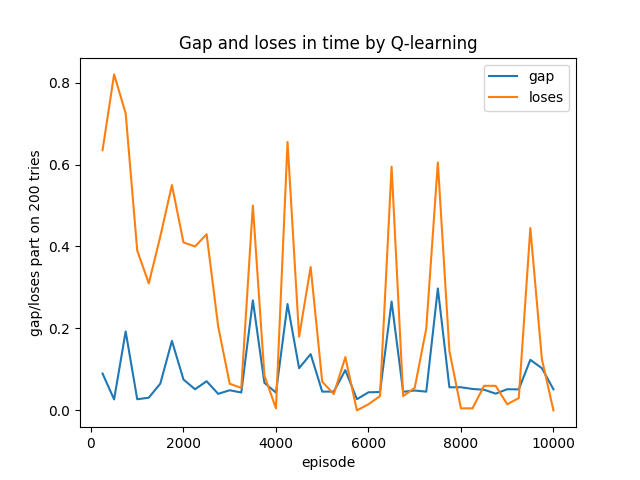 Gap and loses in time by Q-learning
gap
loses
gap/loses part on 200 tries
0.8
0.6
0.4
0.2
0.0
0
2000
4000
6000
8000
10000
episode